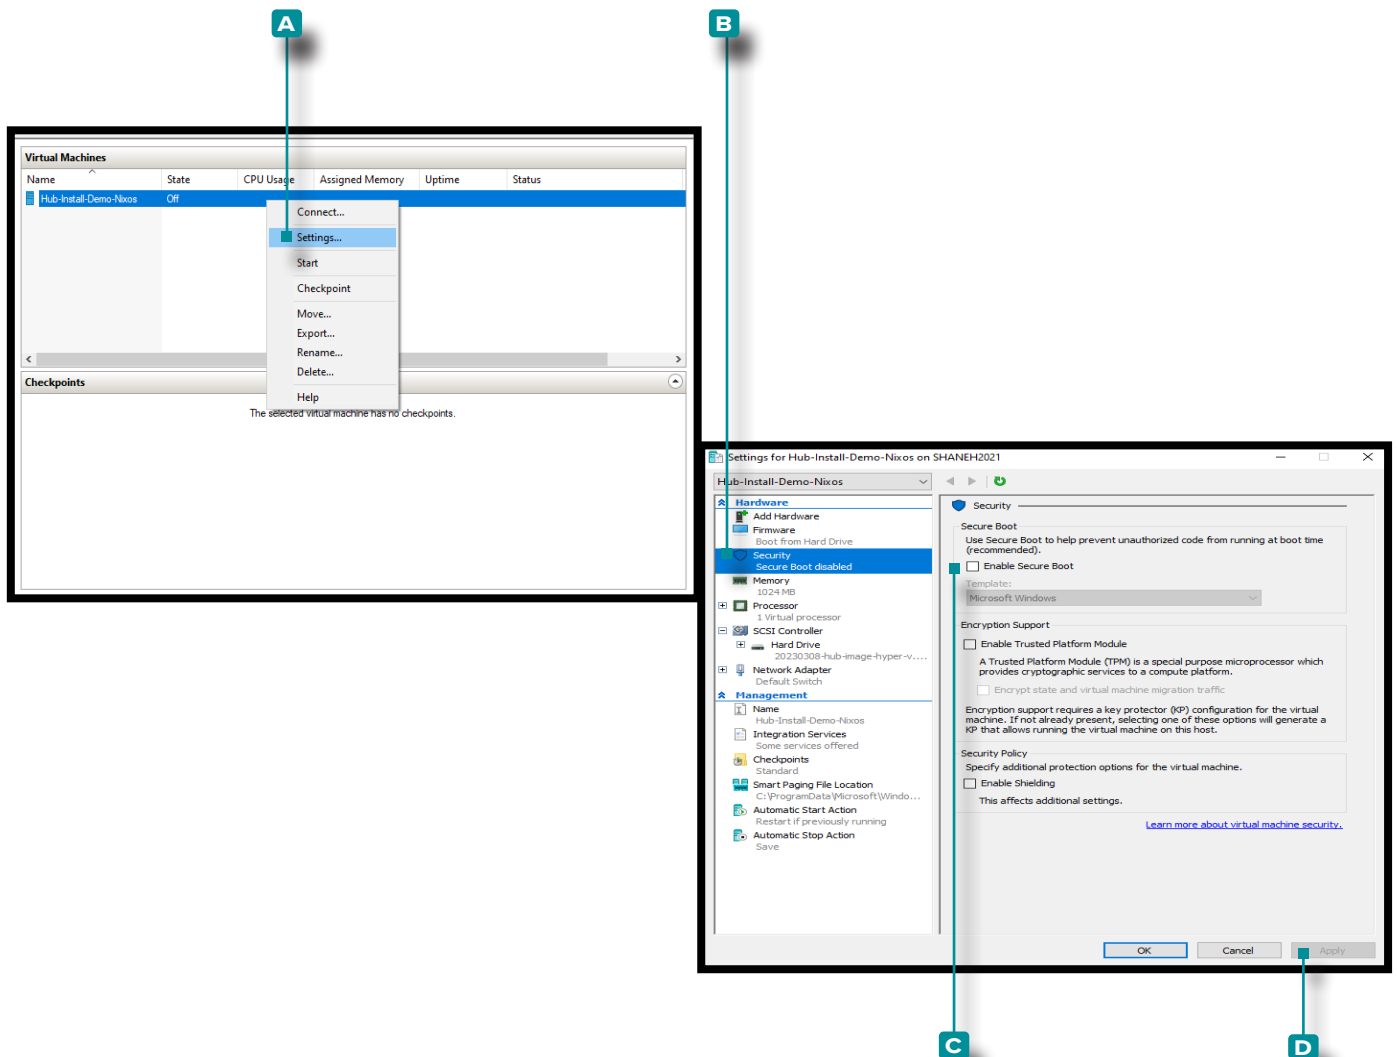 A
B
Virtual Machines
Name State CPU Usage Assigned Memory Uptime Status
Hub-Install-Demo-Nixos Off
Connect...
Settings...
Start
Checkpoint
Move...
Export...
Rename...
Delete...
Help
Checkpoints
The selected virtual machine has no checkpoints.
Settings for Hub-Install-Demo-Nixos on SHANEH2021
Hub-Install-Demo-Nixos
Hardware
Add Hardware
Firmware
Boot from Hard Drive
Security
Secure Boot disabled
Memory
1024 MB
Processor
1 Virtual processor
SCSI Controller
Hard Drive
20230308-hub-image-hyper-v....
Network Adapter
Default Switch
Management
Name
Hub-Install-Demo-Nixos
Integration Services
Some services offered
Checkpoints
Standard
Smart Paging File Location
C:\ProgramData\Microsoft\Windo...
Automatic Start Action
Restart if previously running
Automatic Stop Action
Save
Security
Secure Boot
Use Secure Boot to help prevent unauthorized code from running at boot time
(recommended).
Enable Secure Boot
Template:
Microsoft Windows
Encryption Support
Enable Trusted Platform Module
A Trusted Platform Module (TPM) is a special purpose microprocessor which
provides cryptographic services to a compute platform.
Encrypt state and virtual machine migration traffic
Encryption support requires a key protector (KP) configuration for the virtual
machine. If not already present, selecting one of these options will generate a
KP that allows running the virtual machine on this host.
Security Policy
Specify additional protection options for the virtual machine.
Enable Shielding
This affects additional settings.
Learn more about virtual machine security.
OK Cancel Apply
C
D